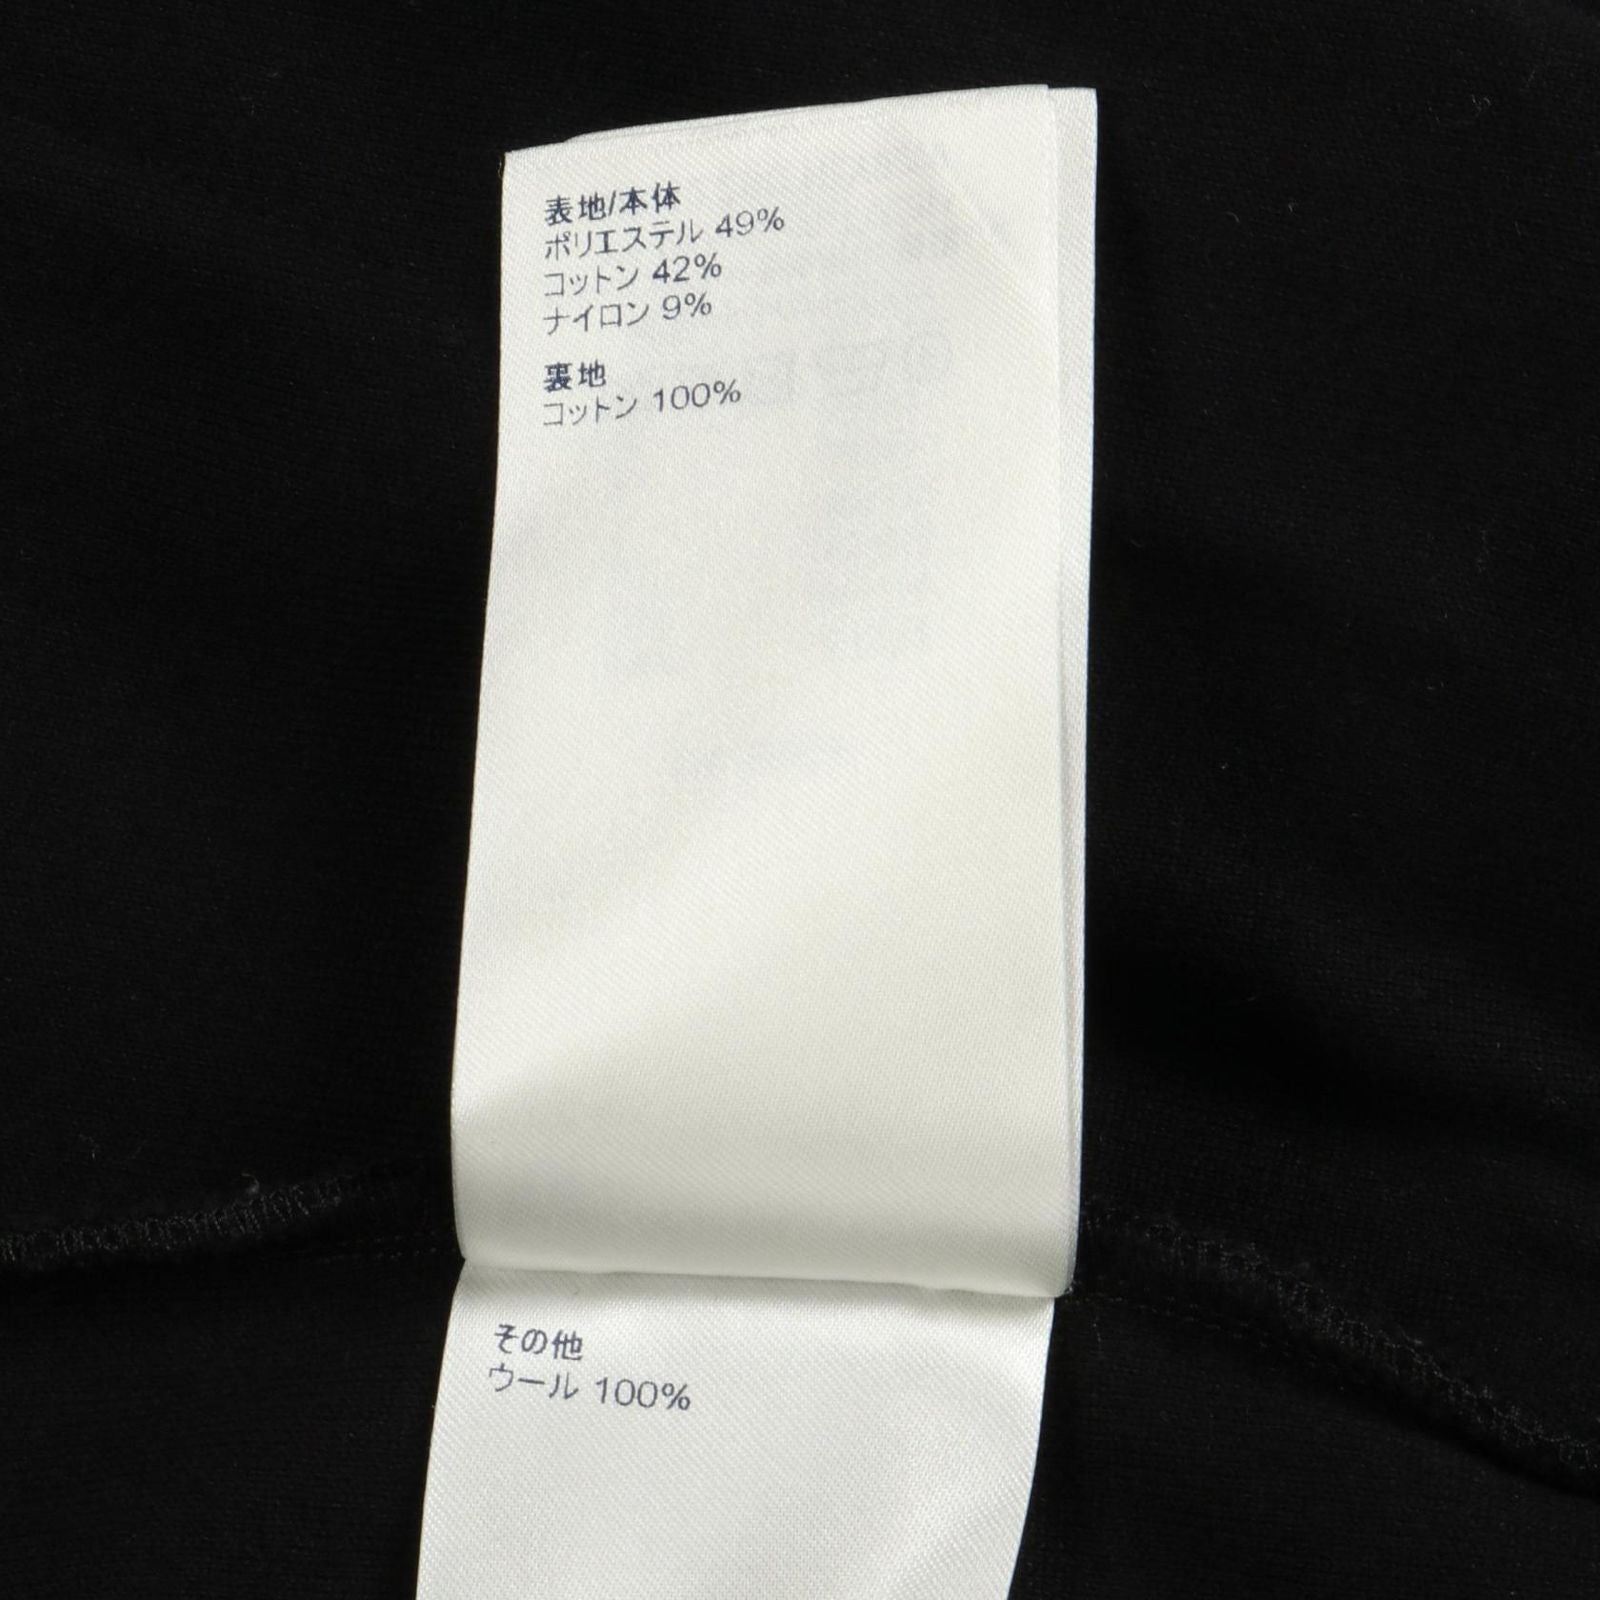 表地/本体
ポリエステル 49%
コットン 42%
ナイロン 9%
裏地
コットン 100%
その他
ウール 100%